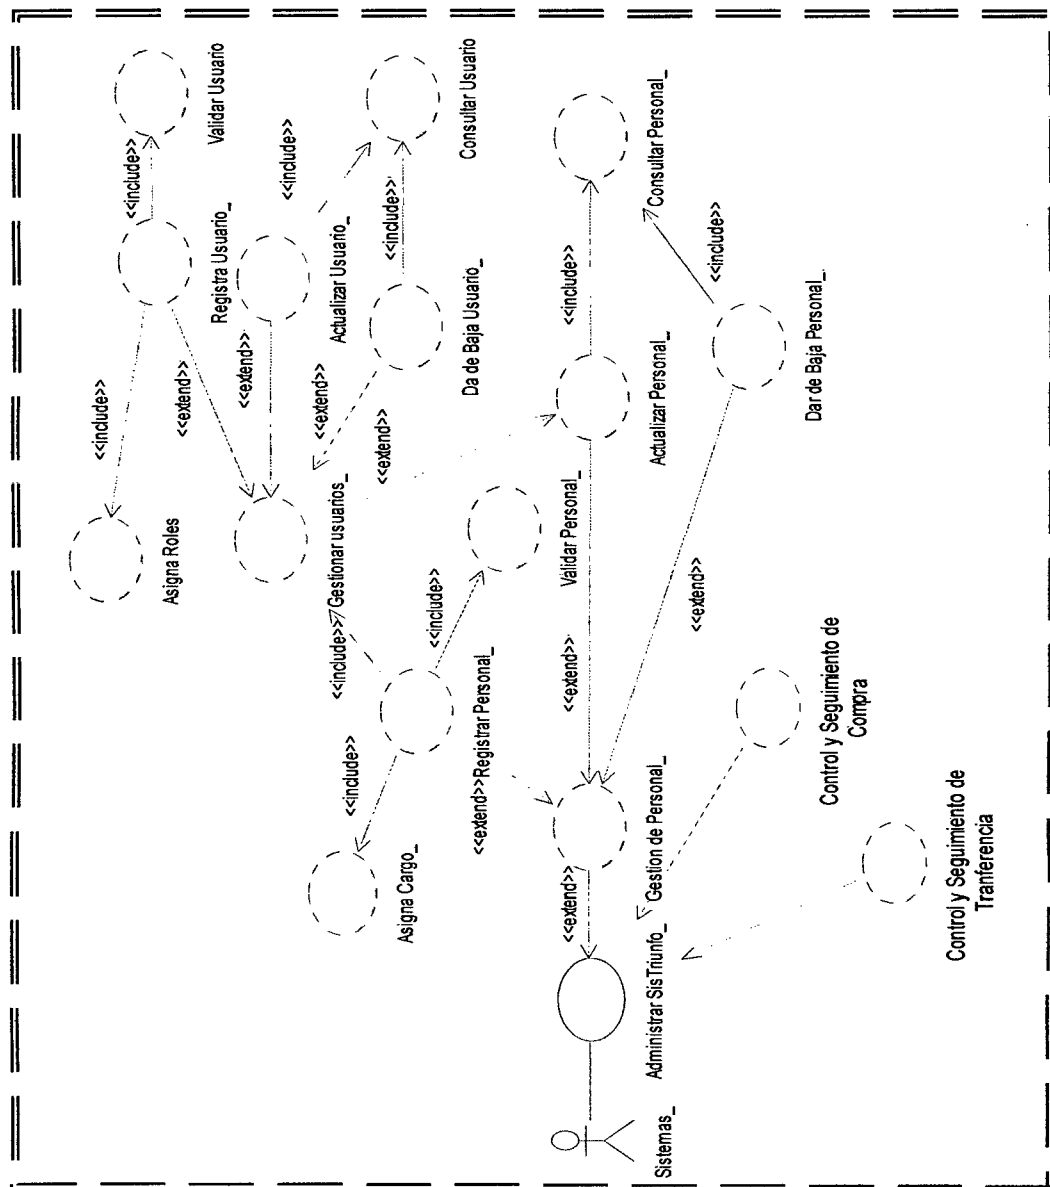 Validar Usuario
<<include>>
Registra Usuario_
<<include>>
<<extend>>
Asigna Roles
<<include>>
Consultar Usuario
Actualizar Usuario_
<<extend>>
<<include>>
Da de Baja Usuario_
<<extend>>
<<extend>>
Gestionar usuarios_
<<include>>
<<include>>
Registrar Personal_
<<include>>
Asigna Cargo_
<<extend>>
Validar Personal_
Consultar Personal_
<<include>>
Actualizar Personal_
<<include>>
Dar de Baja Personal_
<<extend>>
<<extend>>
Gestion de Personal_
<<extend>>
Administrar SisTriunfo_
Sistemas_
Control y Seguimiento de
Compra
Control y Seguimiento de
Tranferencia